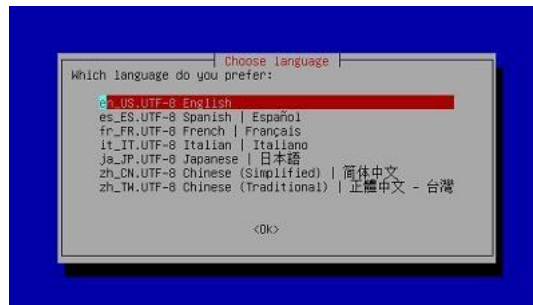 Choose language
Which language do you prefer:
en_US.UTF-8 English
es_ES.UTF-8 Spanish | Español
fr_FR.UTF-8 French | Français
it_IT.UTF-8 Italian | Italiano
ja_JP.UTF-8 Japanese | 日本語
zh_CN.UTF-8 Chinese (Simplified) | 简体中文
zh_TW.UTF-8 Chinese (Traditional) | 正體中文 - 台灣
<Ok>